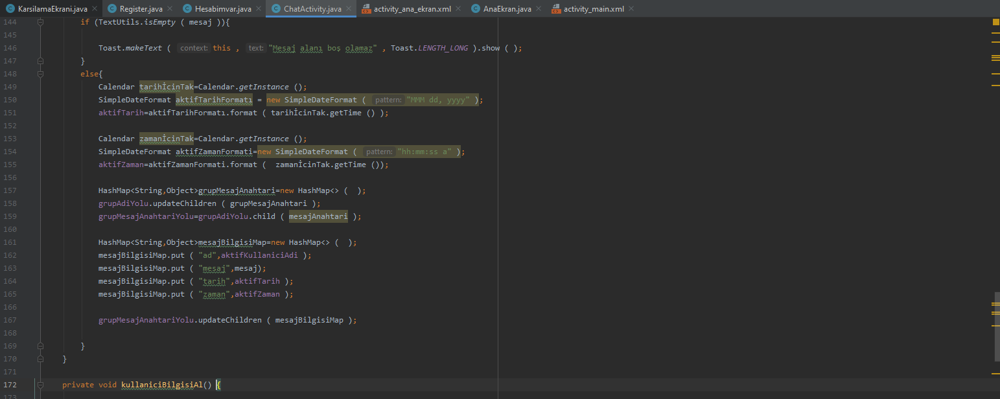 KarsilamaEkrani.java Register.java Hesabimvar.java ChatActivity.java activity_ana_ekran.xml AnaEkran.java activity_main.xml
144 if (TextUtils.isEmpty ( mesaj )){
145
146 Toast.makeText ( context: this , text: "Mesaj alanı boş olamaz" , Toast.LENGTH_LONG ).show ( );
147 }
148 else{
149 Calendar tarihİcinTak=Calendar.getInstance ();
150 SimpleDateFormat aktifTarihFormatı = new SimpleDateFormat ( pattern: "MMM dd, yyyy" );
151 aktifTarih=aktifTarihFormatı.format ( tarihİcinTak.getTime () );
152
153 Calendar zamanİcinTak=Calendar.getInstance ();
154 SimpleDateFormat aktifZamanFormati=new SimpleDateFormat ( pattern: "hh:mm:ss a" );
155 aktifZaman=aktifZamanFormati.format (  zamanİcinTak.getTime ());
156
157 HashMap<String,Object>grupMesajAnahtari=new HashMap<> (  );
158 grupAdiYolu.updateChildren ( grupMesajAnahtari );
159 grupMesajAnahtariYolu=grupAdiYolu.child ( mesajAnahtari );
160
161 HashMap<String,Object>mesajBilgisiMap=new HashMap<> (  );
162 mesajBilgisiMap.put ( "ad",aktifKullaniciAdi );
163 mesajBilgisiMap.put ( "mesaj",mesaj);
164 mesajBilgisiMap.put ( "tarih",aktifTarih );
165 mesajBilgisiMap.put ( "zaman",aktifZaman );
166
167 grupMesajAnahtariYolu.updateChildren ( mesajBilgisiMap );
168
169 }
170 }
171
172 private void kullaniciBilgisiAl() {
173